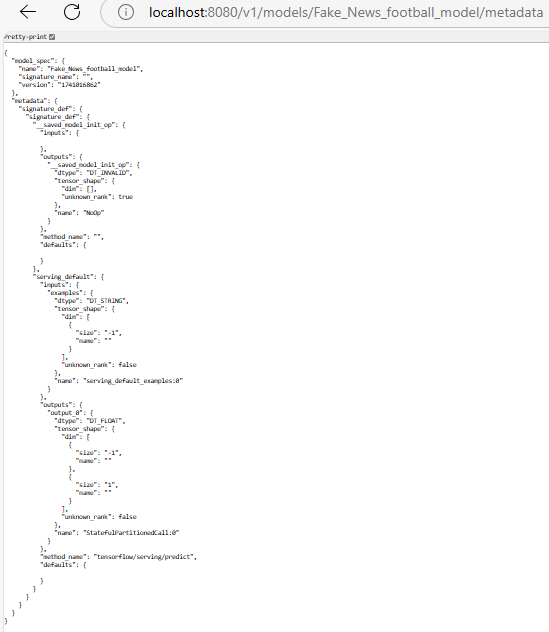 localhost:8080/v1/models/Fake_News_football_model/metadata
Pretty-print
{
  "model_spec": {
    "name": "Fake_News_football_model",
    "signature_name": "",
    "version": "1741016862"
  },
  "metadata": {
    "signature_def": {
      "signature_def": {
        "__saved_model_init_op": {
          "inputs": {
          },
          "outputs": {
            "__saved_model_init_op": {
              "dtype": "DT_INVALID",
              "tensor_shape": {
                "dim": [],
                "unknown_rank": true
              },
              "name": "NoOp"
            }
          },
          "method_name": "",
          "defaults": {
          }
        },
        "serving_default": {
          "inputs": {
            "examples": {
              "dtype": "DT_STRING",
              "tensor_shape": {
                "dim": [
                  {
                    "size": "-1",
                    "name": ""
                  }
                ],
                "unknown_rank": false
              },
              "name": "serving_default_examples:0"
            }
          },
          "outputs": {
            "output_0": {
              "dtype": "DT_FLOAT",
              "tensor_shape": {
                "dim": [
                  {
                    "size": "-1",
                    "name": ""
                  },
                  {
                    "size": "1",
                    "name": ""
                  }
                ],
                "unknown_rank": false
              },
              "name": "StatefulPartitionedCall:0"
            }
          },
          "method_name": "tensorflow/serving/predict",
          "defaults": {
          }
        }
      }
    }
  }
}